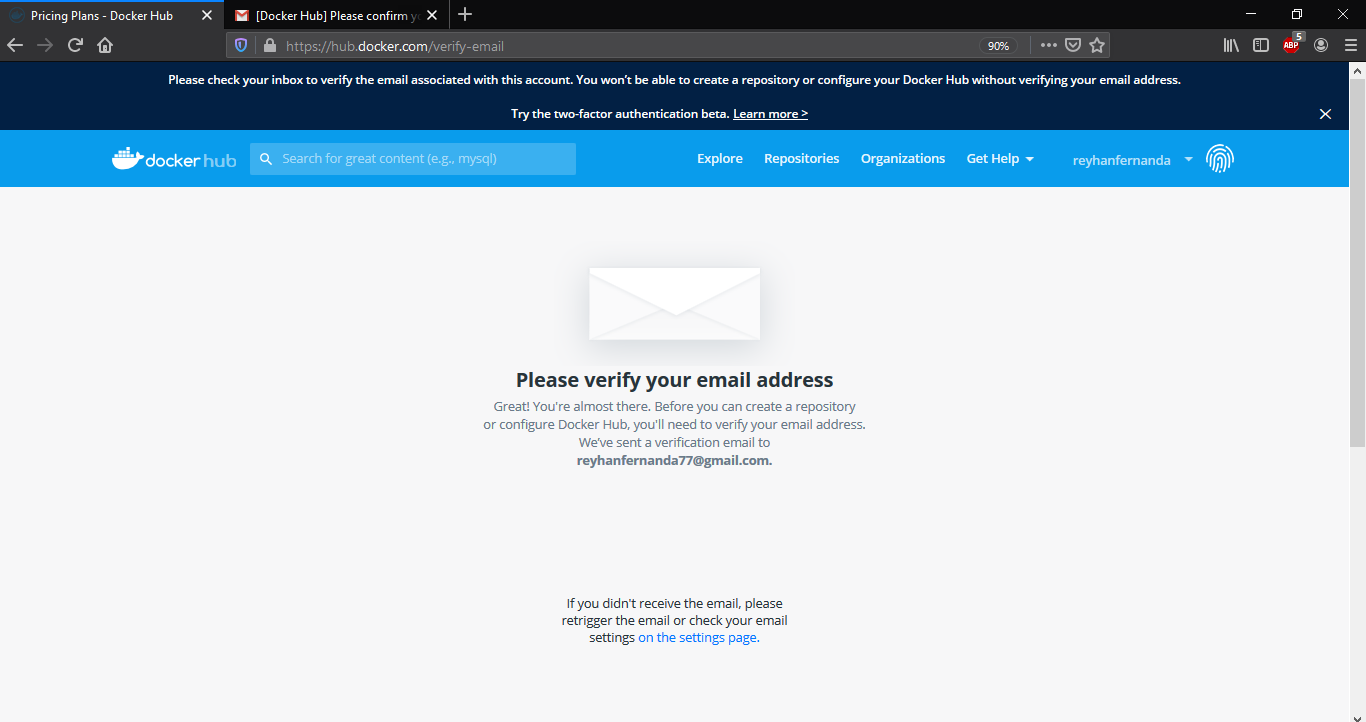 Pricing Plans - Docker Hub
[Docker Hub] Please confirm yo
https://hub.docker.com/verify-email
90%
ABP
5
Please check your inbox to verify the email associated with this account. You won't be able to create a repository or configure your Docker Hub without verifying your email address.
Try the two-factor authentication beta. Learn more >
docker hub
Search for great content (e.g., mysql)
Explore
Repositories
Organizations
Get Help
reyhanfernanda
Please verify your email address
Great! You're almost there. Before you can create a repository
or configure Docker Hub, you'll need to verify your email address.
We've sent a verification email to
reyhanfernanda77@gmail.com.
If you didn't receive the email, please
retrigger the email or check your email
settings on the settings page.